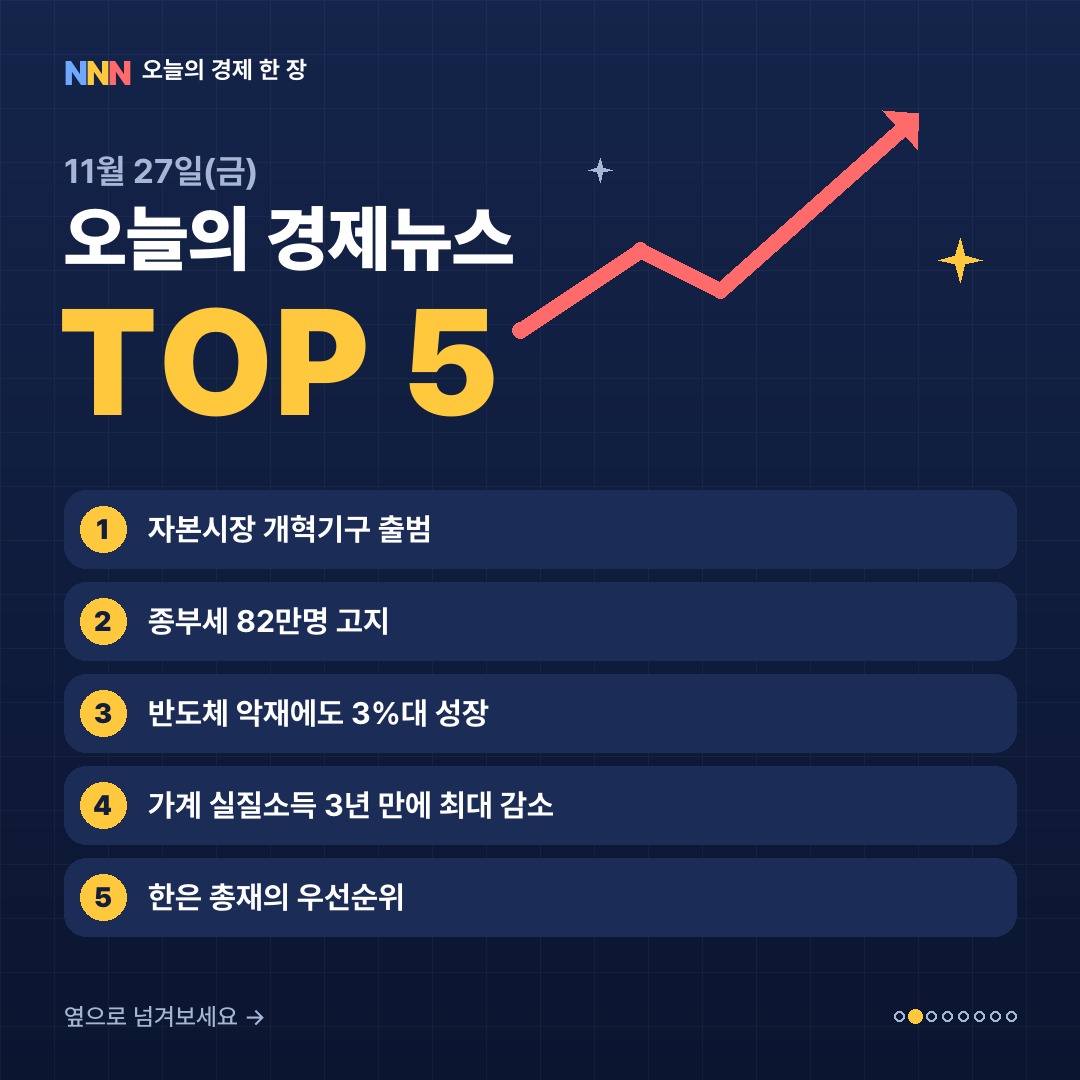 NNN 오늘의 경제 한 장
11월 27일(금)
오늘의 경제뉴스
TOP 5
1 자본시장 개혁기구 출범
2 종부세 82만명 고지
3 반도체 악재에도 3%대 성장
4 가계 실질소득 3년 만에 최대 감소
5 한은 총재의 우선순위
옆으로 넘겨보세요 →